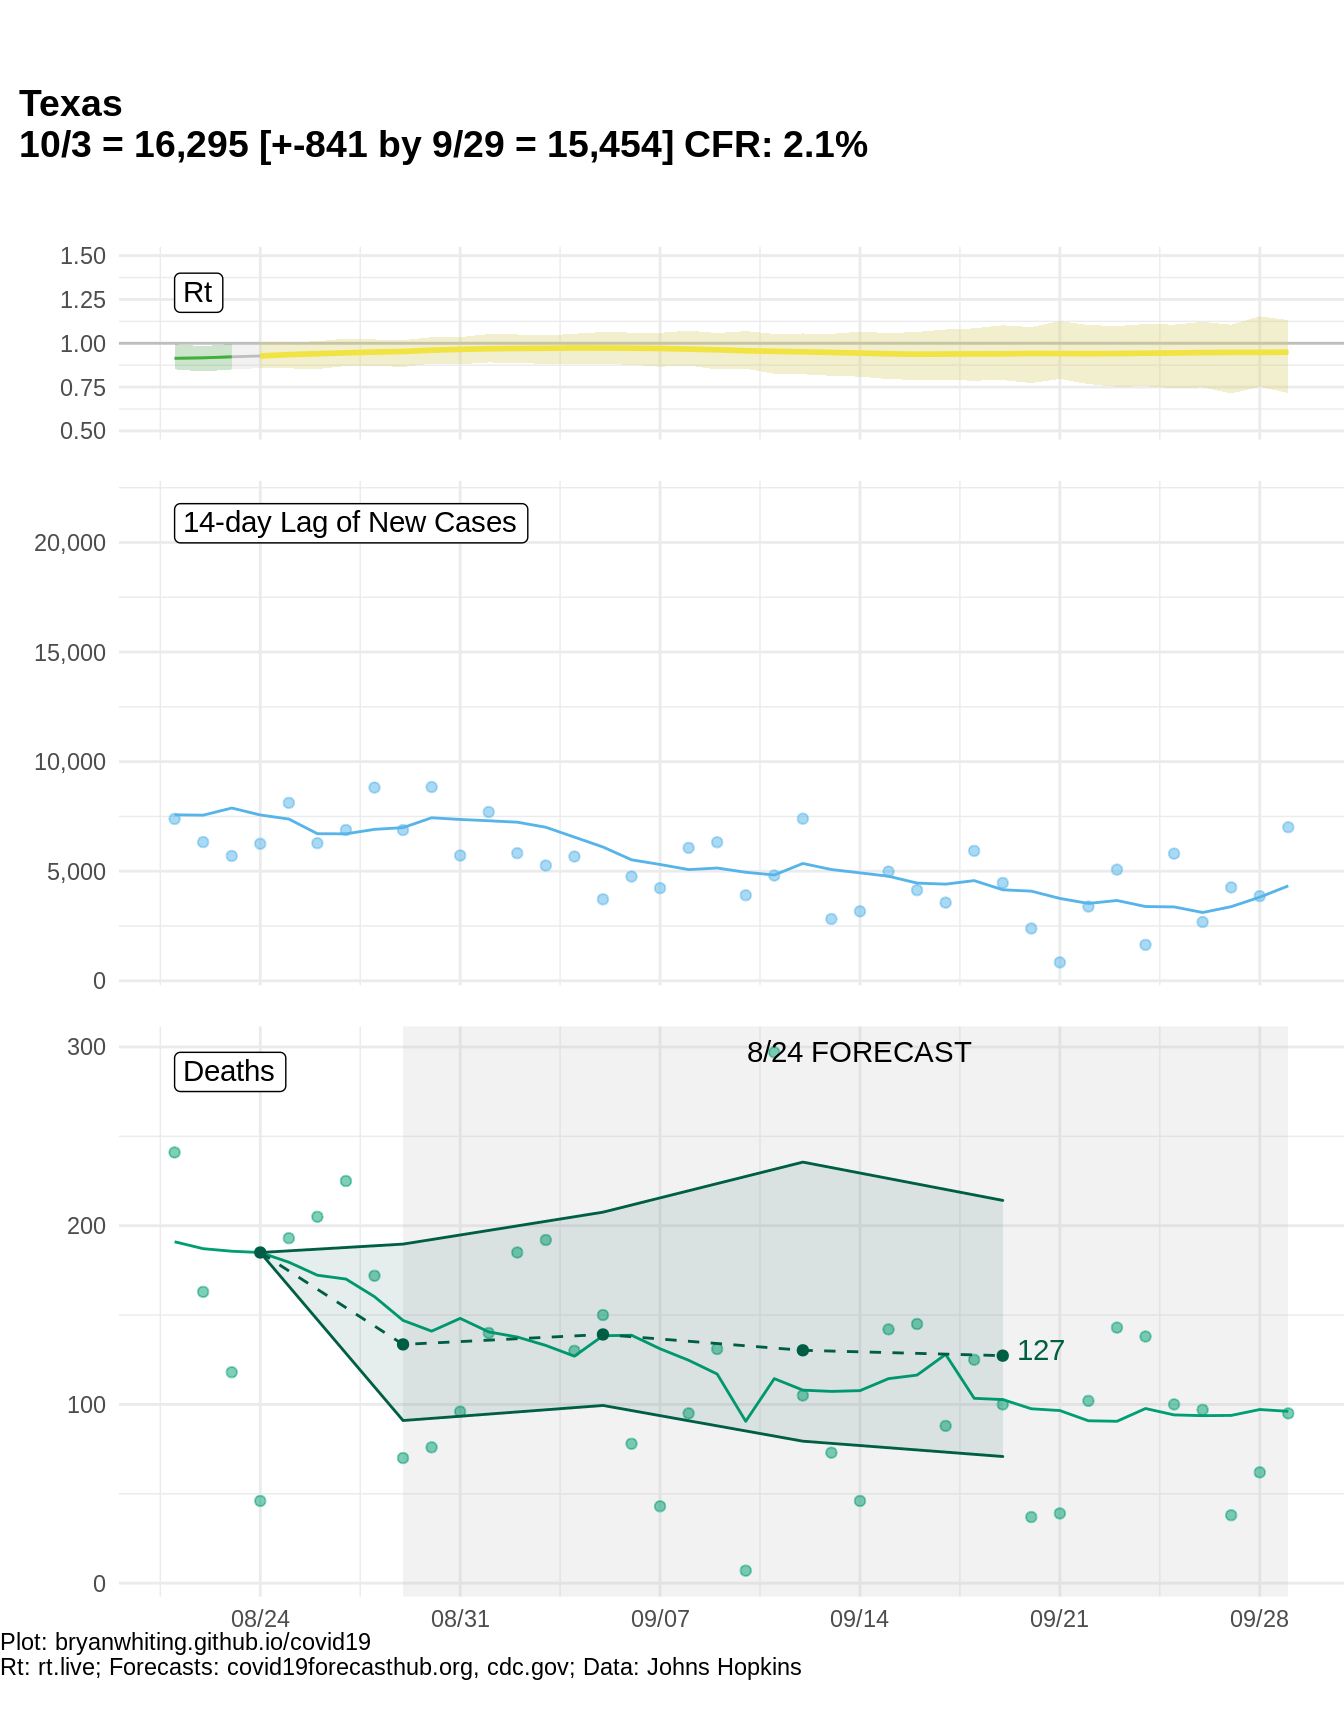 Texas
10/3 = 16,295 [+-841 by 9/29 = 15,454] CFR: 2.1%
1.50
Rt
1.25
1.00
0.75
0.50
14-day Lag of New Cases
20,000
15,000
10,000
5,000
0
300
8/24 FORECAST
Deaths
200
127
100
0
08/24 08/31 09/07 09/14 09/21 09/28
Plot: bryanwhiting.github.io/covid19
Rt: rt.live; Forecasts: covid19forecasthub.org, cdc.gov; Data: Johns Hopkins